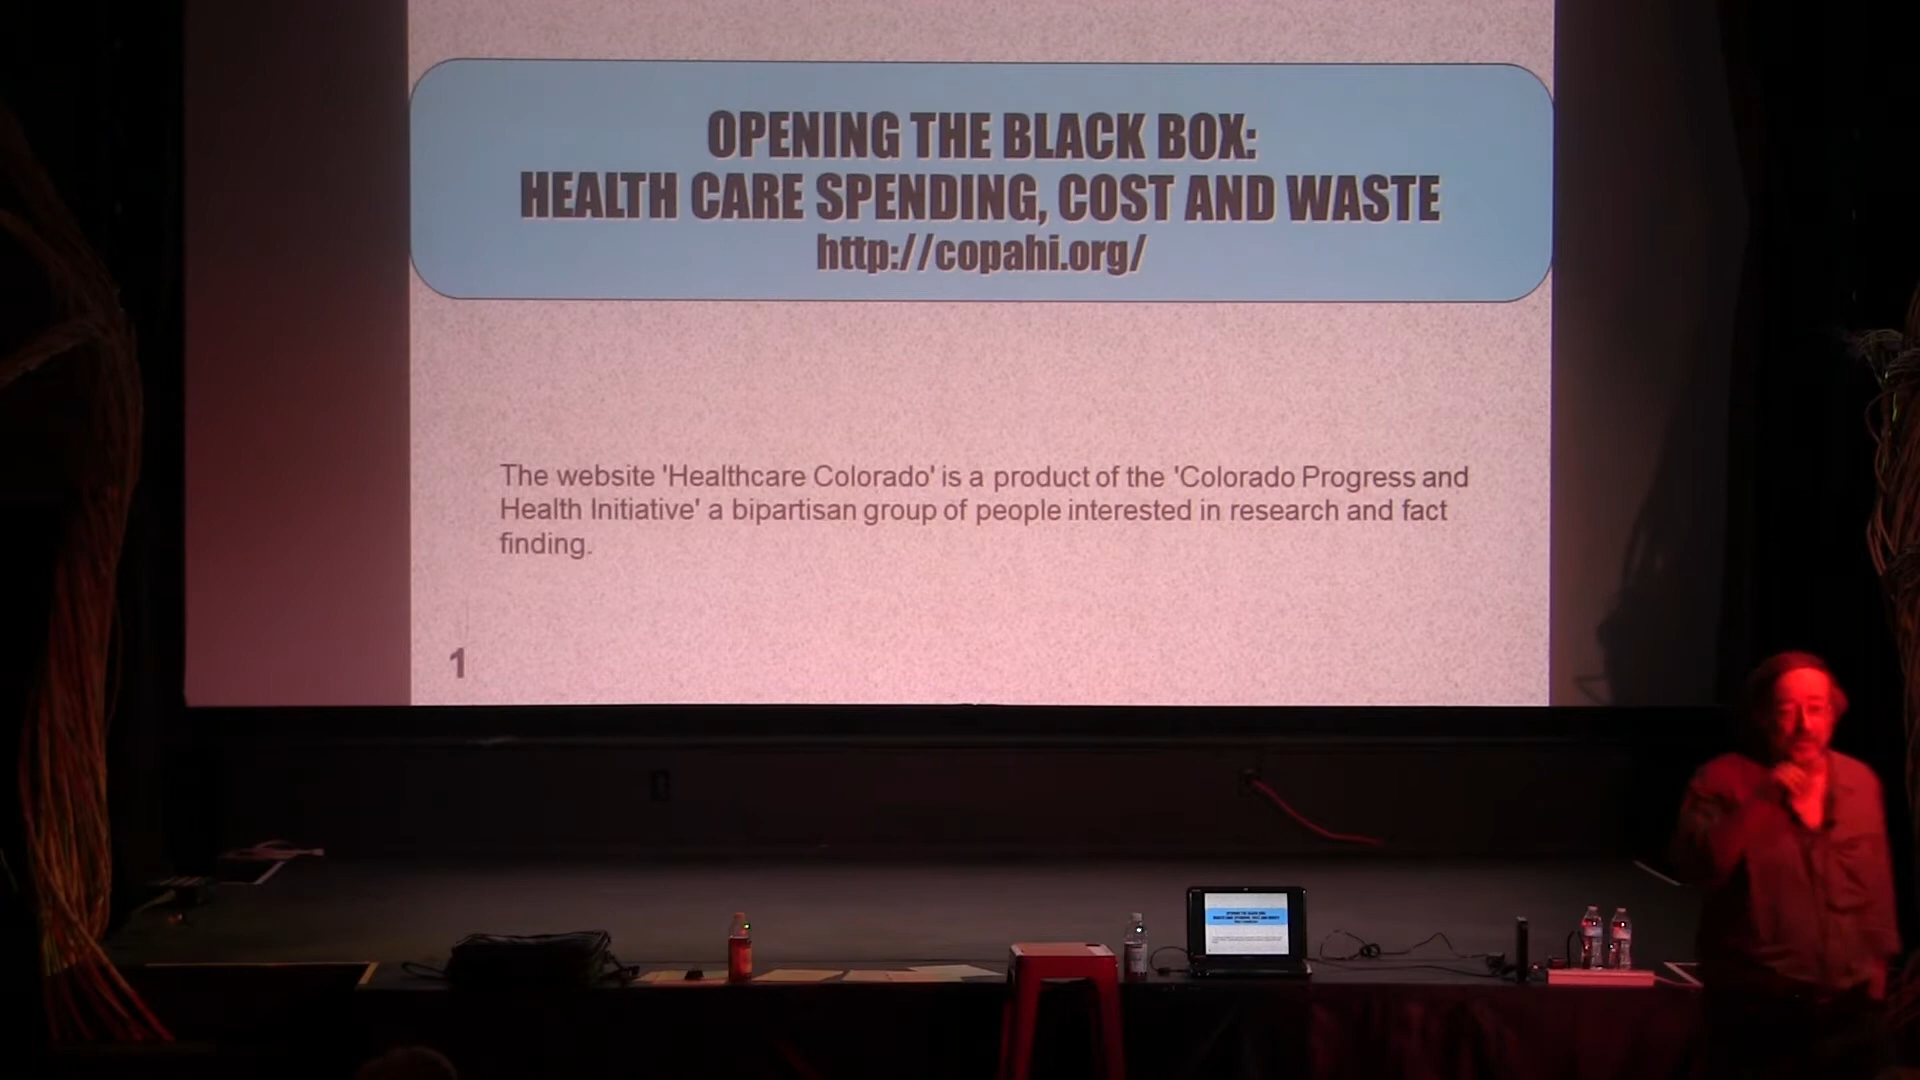 OPENING THE BLACK BOX:
HEALTH CARE SPENDING, COST AND WASTE
http://copahi.org/
The website 'Healthcare Colorado' is a product of the 'Colorado Progress and
Health Initiative' a bipartisan group of people interested in research and fact
finding.
1